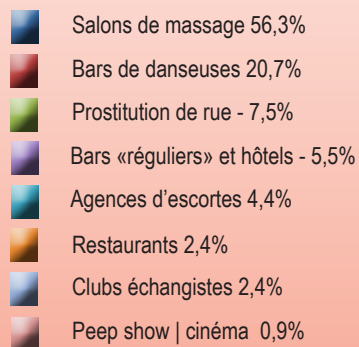 Salons de massage 56,3%
Bars de danseuses 20,7%
Prostitution de rue - 7,5%
Bars «réguliers» et hôtels - 5,5%
Agences d'escortes 4,4%
Restaurants 2,4%
Clubs échangistes 2,4%
Peep show | cinéma 0,9%